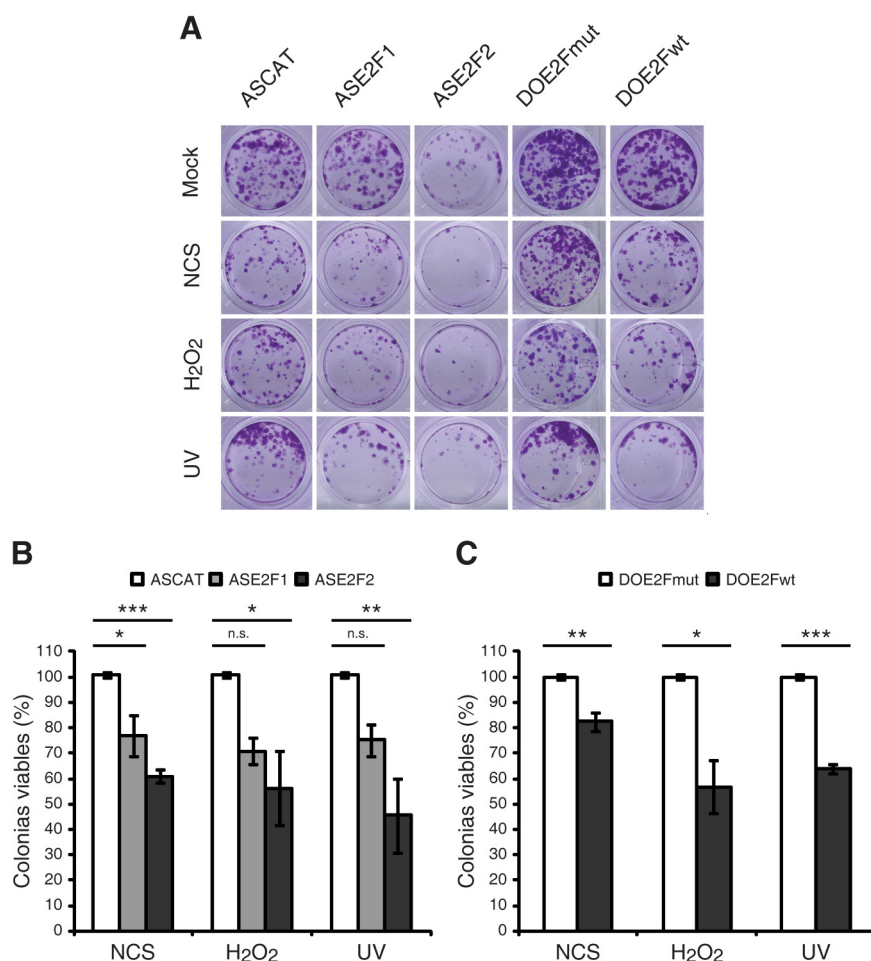 A
ASCAT
ASE2F1
ASE2F2
DOE2Fmut
DOE2Fwt
Mock
NCS
H₂O₂
UV
B
ASCAT ASE2F1 ASE2F2
*** * **
* n.s. n.s.
Colonias viables (%)
110
100
90
80
70
60
50
40
30
20
10
0
NCS H₂O₂ UV
C
DOE2Fmut DOE2Fwt
** * ***
Colonias viables (%)
110
100
90
80
70
60
50
40
30
20
10
0
NCS H₂O₂ UV